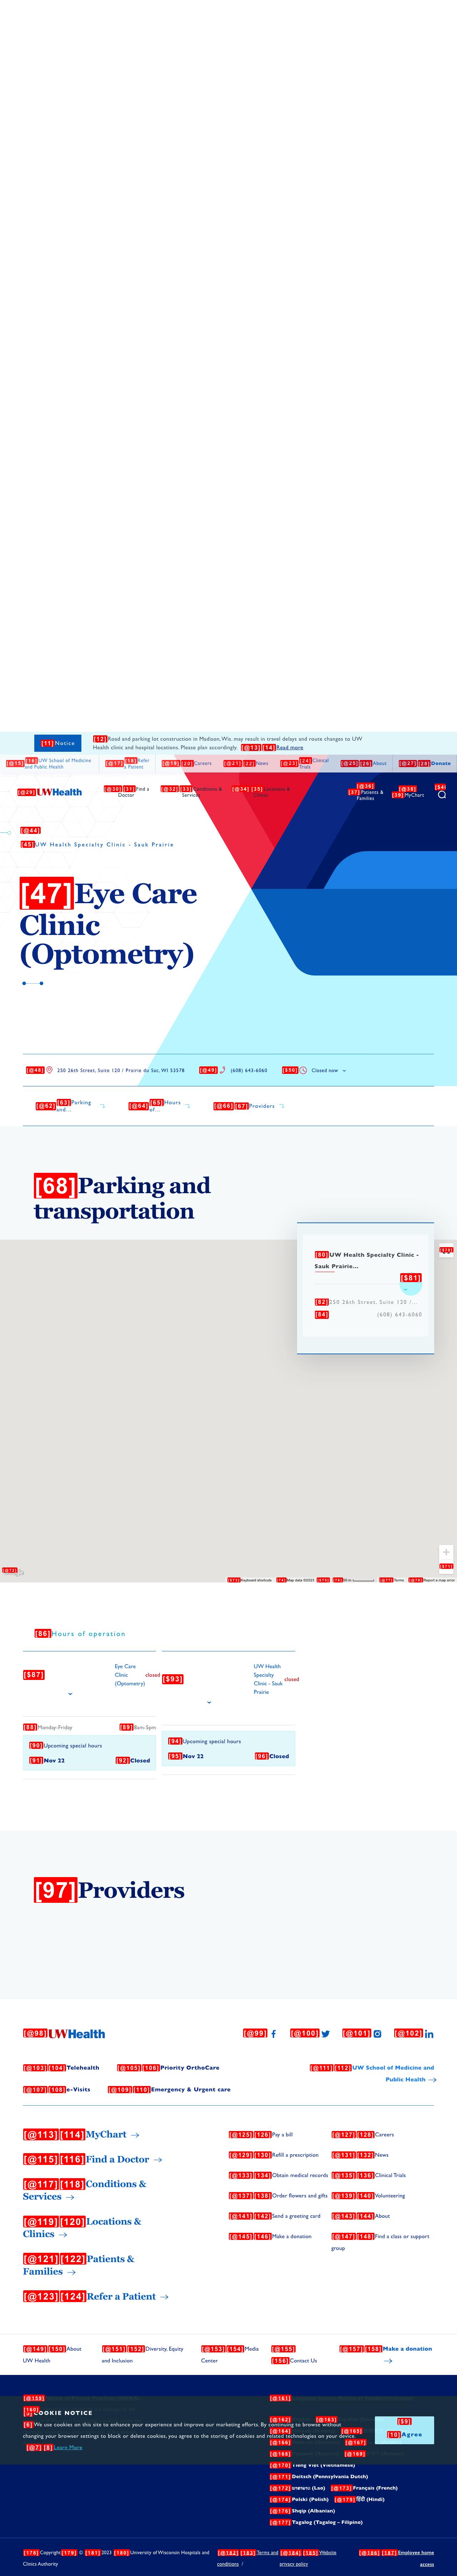 [11]Notice
[12]Road and parking lot construction in Madison, Wis. may result in travel delays and route changes to UW
Health clinic and hospital locations. Please plan accordingly. [@13][14]Read more
[@15][16]UW School of Medicine
and Public Health
[@17][18]Refer
a Patient
[@19][20]Careers
[@21][22]News
[@23][24]Clinical
Trials
[@25][26]About
[@27][28]Donate
[@29]UWHealth
[@30][31]Find a
Doctor
[@32][33]Conditions &
Services
[@34][35]Locations &
Clinics
[@36]
[37]Patients &
Families
[@38]
[39]MyChart
[@44]
[45]UW Health Specialty Clinic - Sauk Prairie
[47]Eye Care
Clinic
(Optometry)
[@48] 250 26th Street, Suite 120 / Prairie du Sac, WI 53578
[@49] (608) 643-6060
[$50] Closed now
[@62][63]Parking
and...
[@64][65]Hours
of...
[@66][67]Providers
[68]Parking and
transportation
[80]UW Health Specialty Clinic -
Sauk Prairie...
[$81]
[82]250 26th Street, Suite 120 /...
[84] (608) 643-6060
Keyboard shortcuts
Map data ©2023
Terms
Report a map error
[86]Hours of operation
[$87]
Eye Care
Clinic
(Optometry)
closed
[$93]
UW Health
Specialty
Clinic - Sauk
Prairie
closed
[88]Monday-Friday [89]8am-5pm
[90]Upcoming special hours
[91]Nov 22 [92]Closed
[94]Upcoming special hours
[95]Nov 22 [96]Closed
[97]Providers
[@98]UWHealth
[@99] [@100] [@101] [@102]
[@103][104]Telehealth
[@105][106]Priority OrthoCare
[@107][108]e-Visits
[@109][110]Emergency & Urgent care
[@111][112]UW School of Medicine and
Public Health
[@113][114]MyChart
[@115][116]Find a Doctor
[@117][118]Conditions &
Services
[@119][120]Locations &
Clinics
[@121][122]Patients &
Families
[@123][124]Refer a Patient
[@125][126]Pay a bill
[@127][128]Careers
[@129][130]Refill a prescription
[@131][132]News
[@133][134]Obtain medical records
[@135][136]Clinical Trials
[@137][138]Order flowers and gifts
[@139][140]Volunteering
[@141][142]Send a greeting card
[@143][144]About
[@145][146]Make a donation
[@147][148]Find a class or support
group
[@149][150]About
UW Health
[@151][152]Diversity, Equity
and Inclusion
[@153][154]Media
Center
[@155]
[156]Contact Us
[@157][158]Make a donation
[@159]
[160]
[@161]
[5]COOKIE NOTICE
[6]We use cookies on this site to enhance your experience and improve our marketing efforts. By continuing to browse without
changing your browser settings to block or delete cookies, you agree to the storing of cookies and related technologies on your device.
[@7][8]Learn More
[$9]
[10]Agree
[@162] [@163]
[@164] [@165]
[@166] [@167]
[@168] [@169]
[@170]Tiếng Việt (Vietnamese)
[@171]Deitsch (Pennsylvania Dutch)
[@172]ພາສາລາວ (Lao) [@173]Français (French)
[@174]Polski (Polish) [@175]हिंदी (Hindi)
[@176]Shqip (Albanian)
[@177]Tagalog (Tagalog – Filipino)
[178]Copyright[179] © [181]2023 [180]University of Wisconsin Hospitals and
Clinics Authority
[@182][183]Terms and
conditions /
[@184][185]Website
privacy policy
[@186][187]Employee home
access